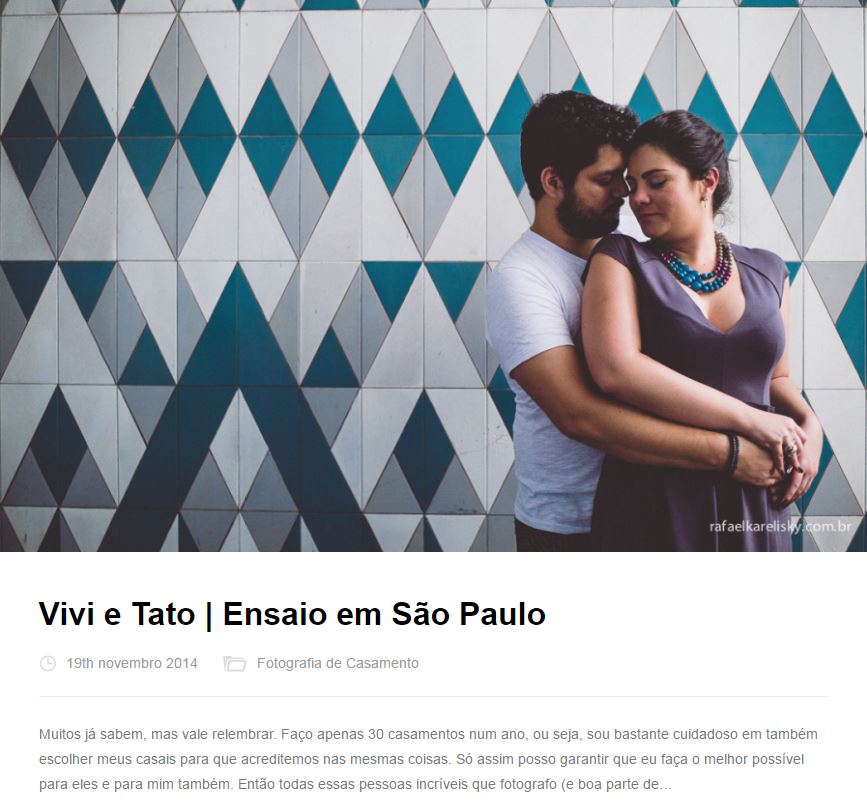 rafaelkarelisky.com.br
Vivi e Tato | Ensaio em São Paulo
19th novembro 2014 Fotografia de Casamento
Muitos já sabem, mas vale relembrar. Faço apenas 30 casamentos num ano, ou seja, sou bastante cuidadoso em também
escolher meus casais para que acreditemos nas mesmas coisas. Só assim posso garantir que eu faça o melhor possível
para eles e para mim também. Então todas essas pessoas incríveis que fotografo (e boa parte de…